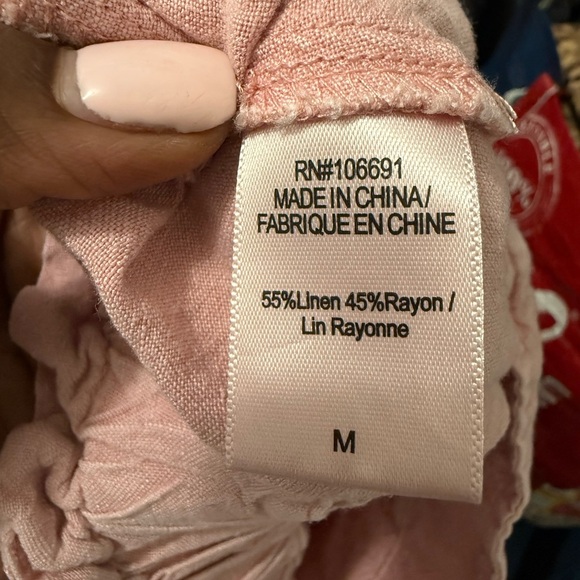 RN#106691
MADE IN CHINA/
FABRIQUE EN CHINE
55%Linen 45%Rayon /
Lin Rayonne
M